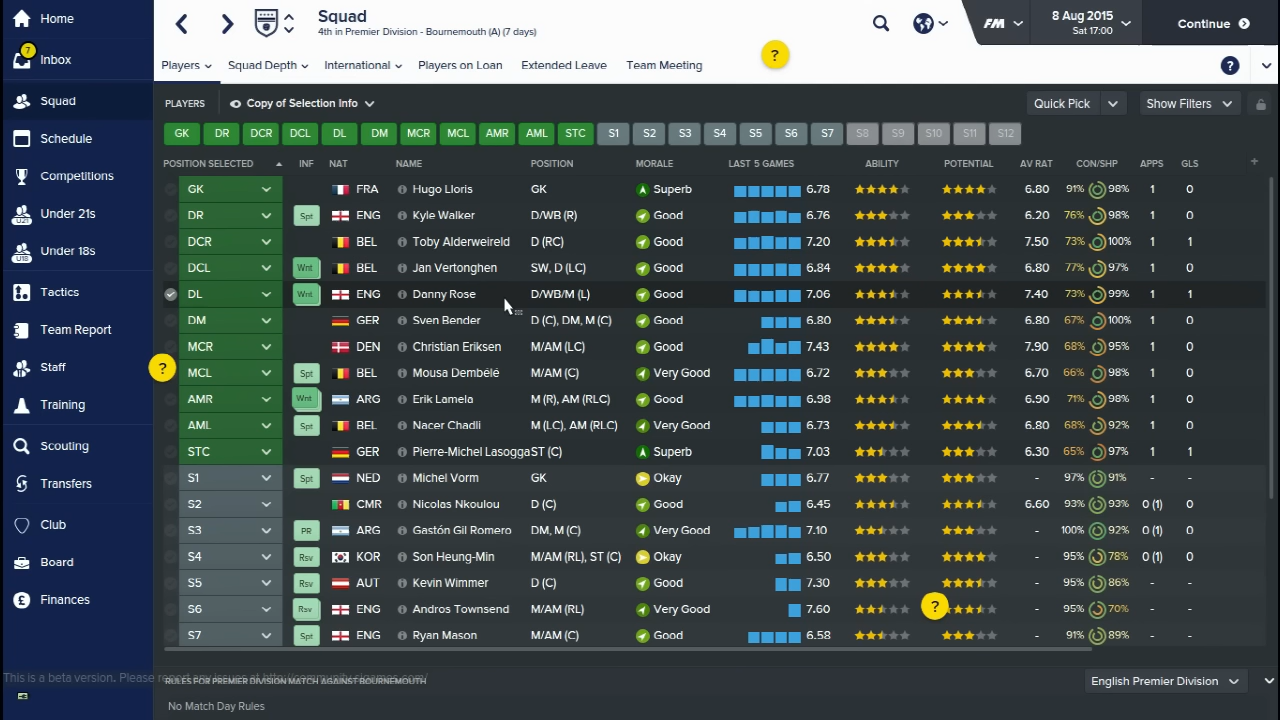 Home
7
Inbox
Squad
Schedule
Competitions
U21
Under 21s
U18
Under 18s
Tactics
Team Report
Staff
Training
Scouting
Transfers
Club
Board
£ Finances
Squad
4th in Premier Division - Bournemouth (A) (7 days)
FM
8 Aug 2015
Sat 17:00
Continue
Players Squad Depth International Players on Loan Extended Leave Team Meeting ? ?
PLAYERS Copy of Selection Info Quick Pick Show Filters
GK DR DCR DCL DL DM MCR MCL AMR AML STC S1 S2 S3 S4 S5 S6 S7 S8 S9 S10 S11 S12
POSITION SELECTED INF NAT NAME POSITION MORALE LAST 5 GAMES ABILITY POTENTIAL AV RAT CON/SHP APPS GLS +
GK FRA Hugo Lloris GK Superb 6.78 6.80 91% 98% 1 0
DR Spt ENG Kyle Walker D/WB (R) Good 6.76 6.20 76% 98% 1 0
DCR BEL Toby Alderweireld D (RC) Good 7.20 7.50 73% 100% 1 1
DCL Wnt BEL Jan Vertonghen SW, D (LC) Good 6.84 6.80 77% 97% 1 0
DL Wnt ENG Danny Rose D/WB/M (L) Good 7.06 7.40 73% 99% 1 1
DM GER Sven Bender D (C), DM, M (C) Good 6.80 6.80 67% 100% 1 0
MCR DEN Christian Eriksen M/AM (LC) Good 7.43 7.90 68% 95% 1 0
? MCL Spt BEL Mousa Dembélé M/AM (C) Very Good 6.72 6.70 66% 98% 1 0
AMR Wnt ARG Erik Lamela M (R), AM (RLC) Good 6.98 6.90 71% 98% 1 0
AML Spt BEL Nacer Chadli M (LC), AM (RLC) Very Good 6.73 6.80 68% 92% 1 0
STC GER Pierre-Michel Lasogga ST (C) Superb 7.03 6.30 65% 97% 1 1
S1 Spt NED Michel Vorm GK Okay 6.77 - 97% 91% - -
S2 CMR Nicolas Nkoulou D (C) Good 6.45 6.60 93% 93% 0 (1) 0
S3 PR ARG Gastón Gil Romero DM, M (C) Very Good 7.10 - 100% 92% 0 (1) 0
S4 Rsv KOR Son Heung-Min M/AM (RL), ST (C) Okay 6.50 - 95% 78% 0 (1) 0
S5 Rsv AUT Kevin Wimmer D (C) Good 7.30 - 95% 86% - -
S6 Rsv ENG Andros Townsend M/AM (RL) Very Good 7.60 ? - 95% 70% - -
S7 Spt ENG Ryan Mason M/AM (C) Good 6.58 - 91% 89% - -
This is a beta version. Please report any issues at http://community.sigames.com/
RULES FOR PREMIER DIVISION MATCH AGAINST BOURNEMOUTH
English Premier Division
No Match Day Rules